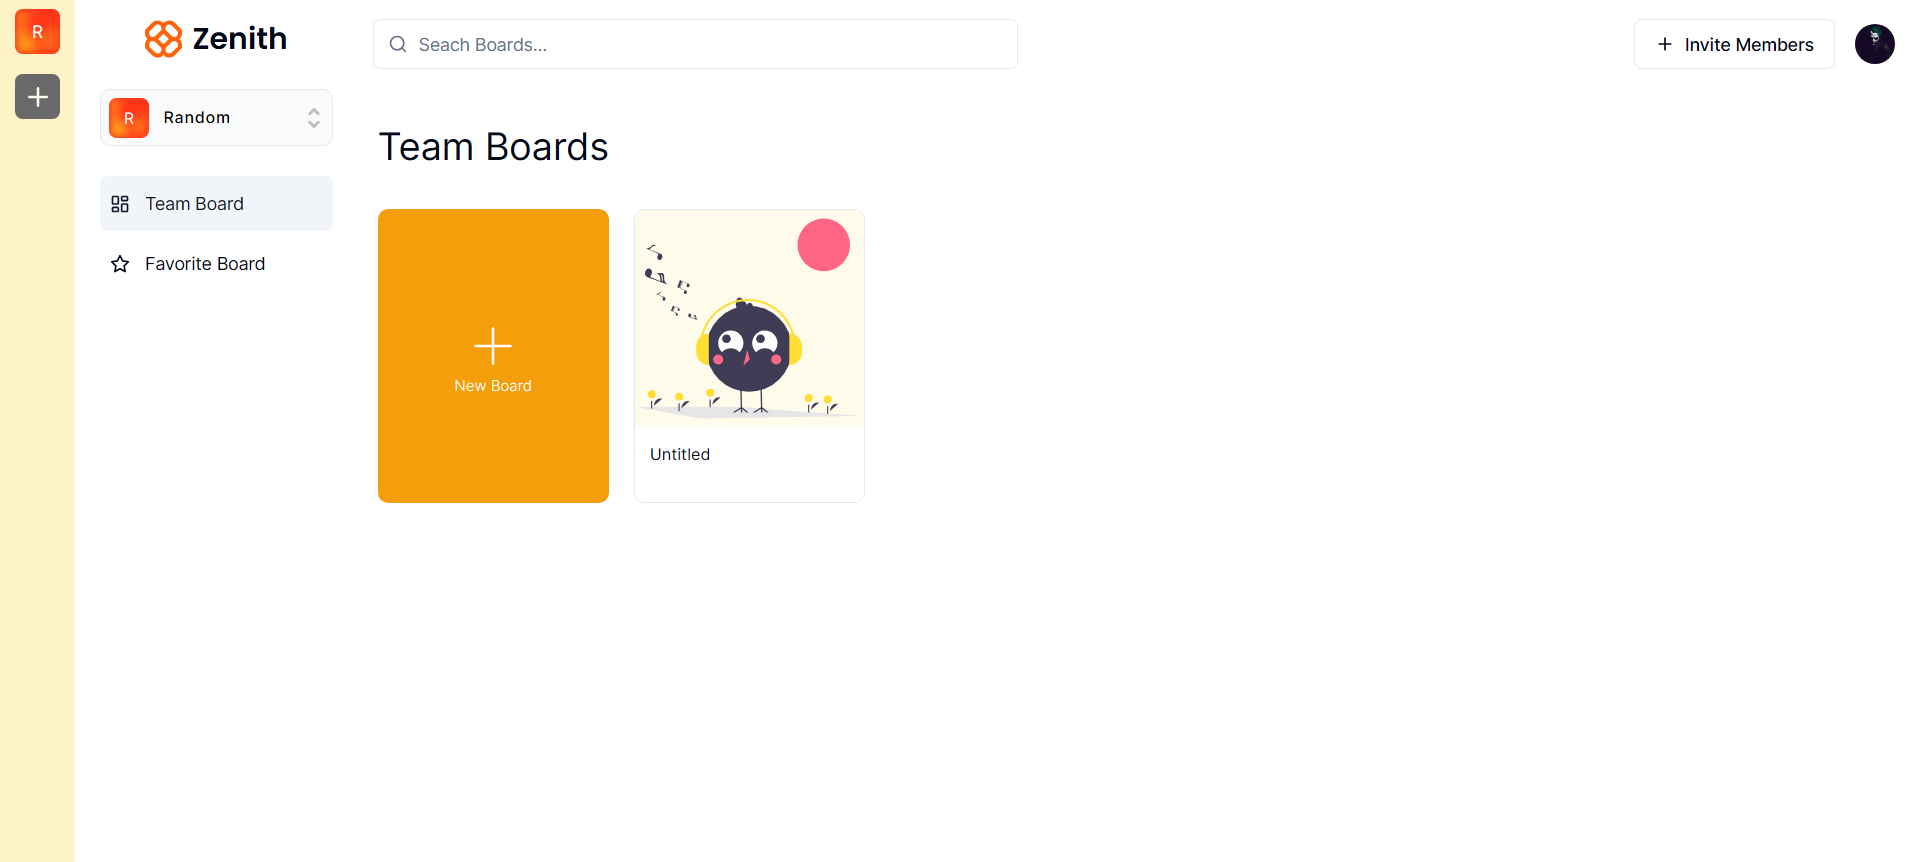 R
Zenith
Seach Boards...
Invite Members
R
Random
Team Boards
Team Board
Favorite Board
New Board
Untitled